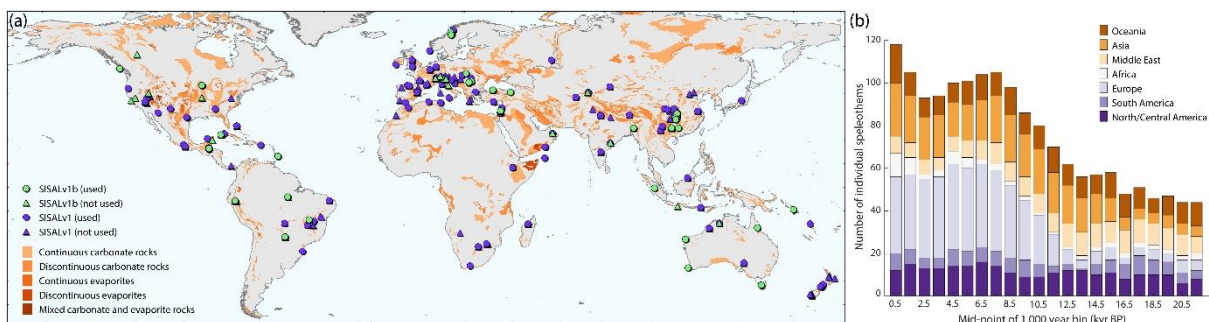 (a)
SISALv1b (used)
SISALv1b (not used)
SISALv1 (used)
SISALv1 (not used)
Continuous carbonate rocks
Discontinuous carbonate rocks
Continuous evaporites
Discontinuous evaporites
Mixed carbonate and evaporite rocks
(b)
Number of individual speleothems
120
100
80
60
40
20
0
Oceania
Asia
Middle East
Africa
Europe
South America
North/Central America
0.5 2.5 4.5 6.5 8.5 10.5 12.5 14.5 16.5 18.5 20.5
Mid-point of 1,000 year bin (kyr BP)